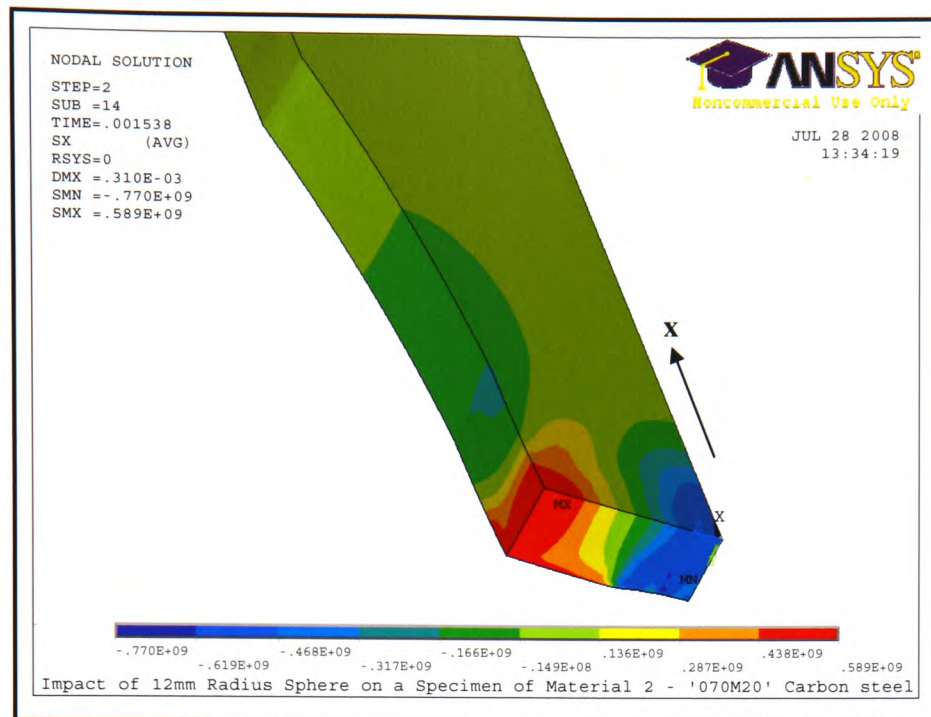 NODAL SOLUTION
STEP=2
SUB =14
TIME=.001538
SX (AVG)
RSYS=0
DMX =.310E-03
SMN =-.770E+09
SMX =.589E+09
ANSYS
Noncommercial Use Only
JUL 28 2008
13:34:19
X
MX
X
MN
-.770E+09 -.468E+09 -.166E+09 .136E+09 .438E+09
-.619E+09 -.317E+09 -.149E+08 .287E+09 .589E+09
Impact of 12mm Radius Sphere on a Specimen of Material 2 - '070M20' Carbon steel